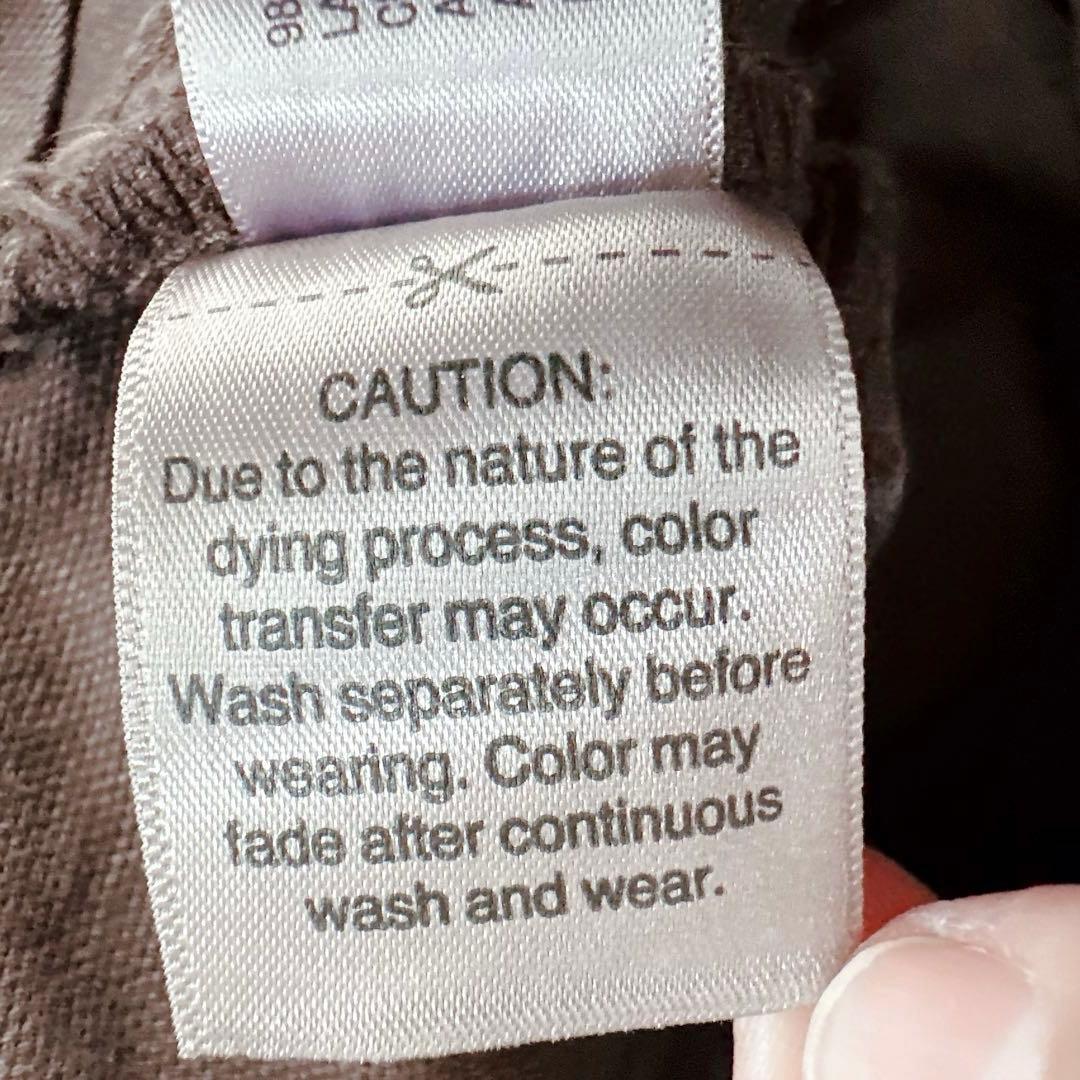 98
CAUTION:
Due to the nature of the
dying process, color
transfer may occur.
Wash separately before
wearing. Color may
fade after continuous
wash and wear.